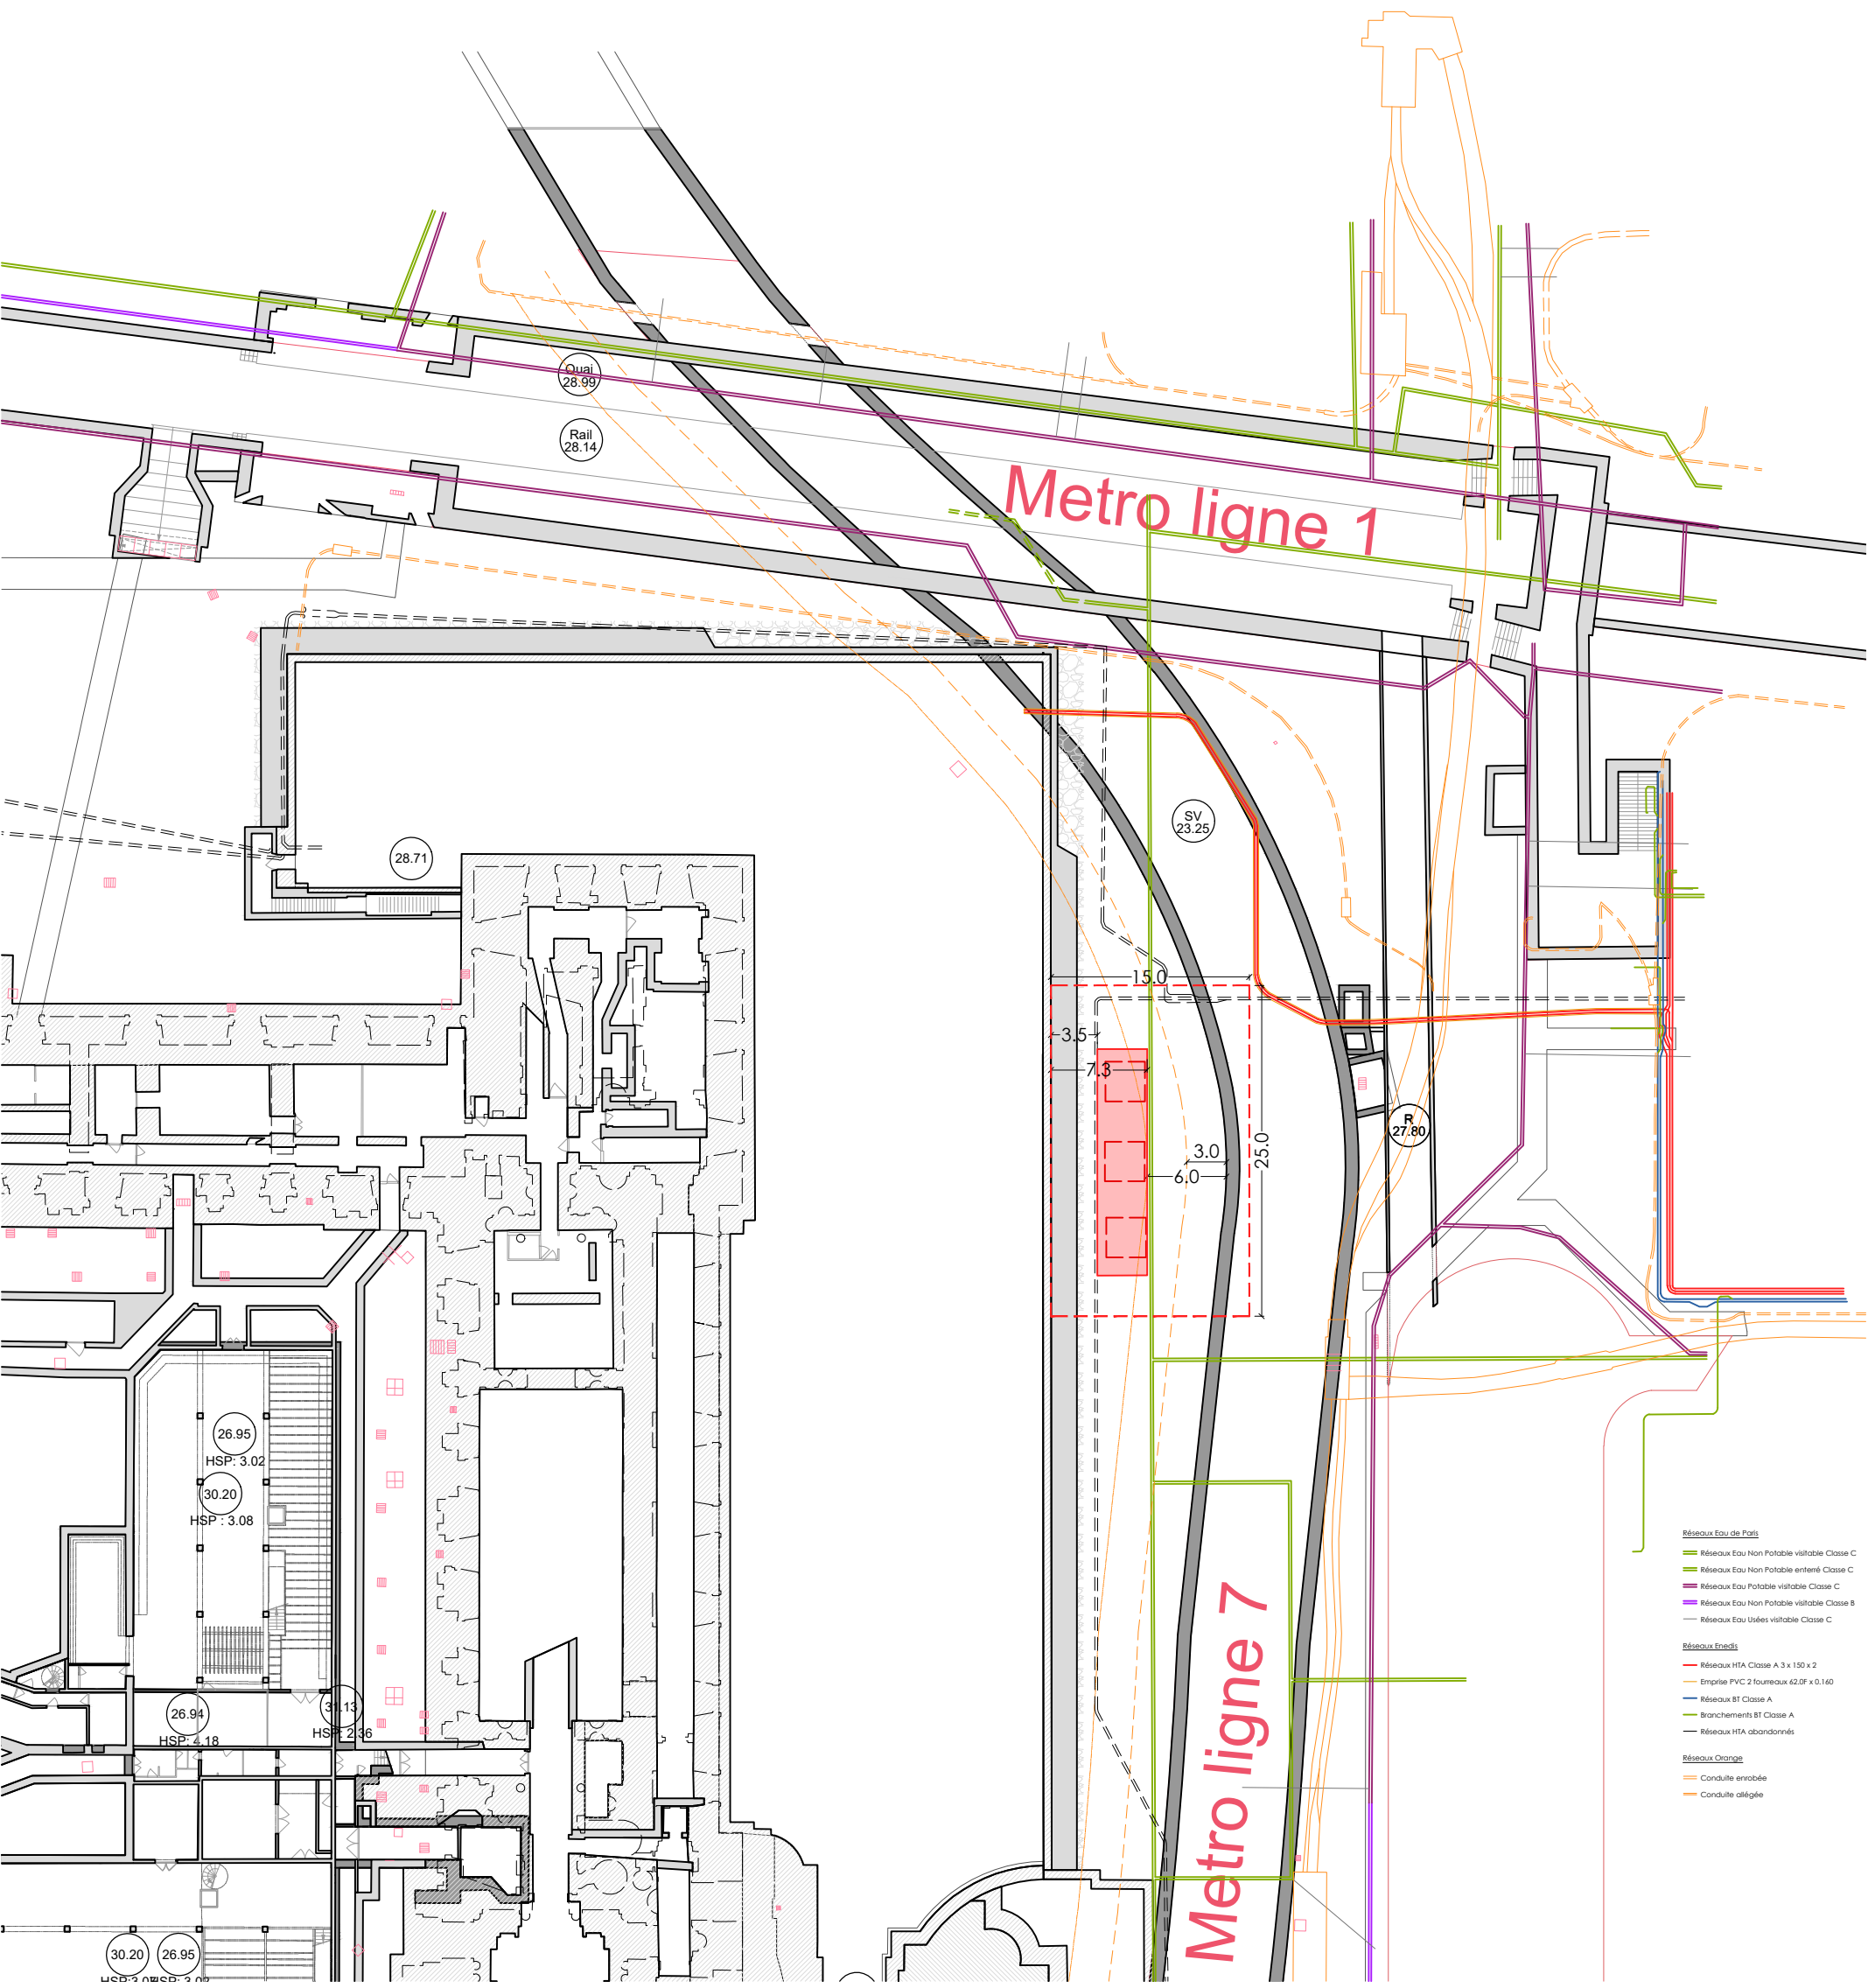 Quai
28.99
Rail
28.14
Metro ligne 1
SV
23.25
28.71
15.0
3.5
7.3
3.0
6.0
25.0
R
27.80
26.95
HSP: 3.02
30.20
HSP : 3.08
26.94
HSP: 4.18
31.13
HSP: 2.36
30.20
26.95
Metro ligne 7
Réseaux Eau de Paris
Réseaux Eau Non Potable visitable Classe C
Réseaux Eau Non Potable enterré Classe C
Réseaux Eau Potable visitable Classe C
Réseaux Eau Non Potable visitable Classe B
Réseaux Eau Usées visitable Classe C
Réseaux Enedis
Réseaux HTA Classe A 3 x 150 x 2
Emprise PVC 2 fourreaux 62.0F x 0.160
Réseaux BT Classe A
Branchements BT Classe A
Réseaux HTA abandonnés
Réseaux Orange
Conduite enrobée
Conduite allégée